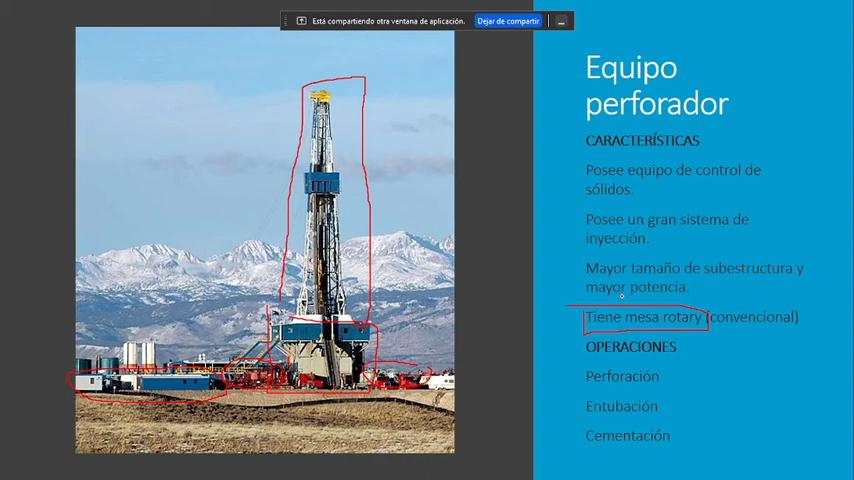 Está compartiendo otra ventana de aplicación. Dejar de compartir
Equipo
perforador
CARACTERÍSTICAS
Posee equipo de control de
sólidos.
Posee un gran sistema de
inyección.
Mayor tamaño de subestructura y
mayor potencia.
Tiene mesa rotary (convencional)
OPERACIONES
Perforación
Entubación
Cementación